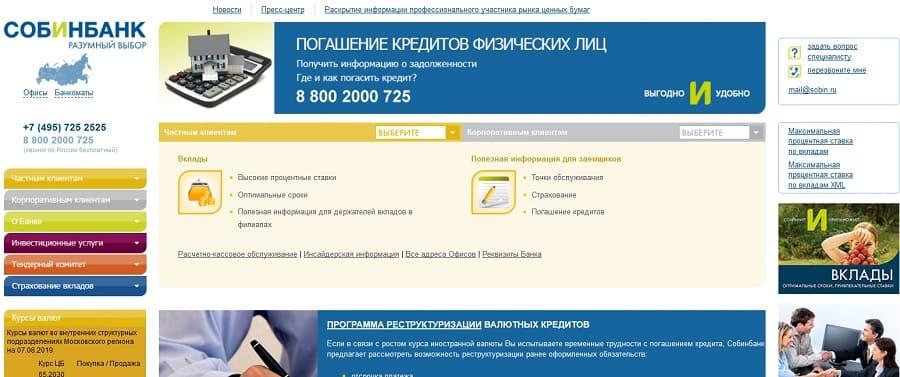 Новости Пресс-центр Раскрытие информации профессионального участника рынка ценных бумаг
СОБИНБАНК
РАЗУМНЫЙ ВЫБОР
Офисы Банкоматы
+7 (495) 725 2525
8 800 2000 725
(звонок по России бесплатный)
Частным клиентам
Корпоративным клиентам
О Банке
Инвестиционные услуги
Тендерный комитет
Страхование вкладов
Курсы валют
Курсы валют во внутренних структурных
подразделениях Московского региона
на 07.08.2019
Курс ЦБ Покупка / Продажа
65.2030
ПОГАШЕНИЕ КРЕДИТОВ ФИЗИЧЕСКИХ ЛИЦ
Получить информацию о задолженности
Где и как погасить кредит?
8 800 2000 725
ВЫГОДНО И УДОБНО
Частным клиентам ВЫБЕРИТЕ
Корпоративным клиентам ВЫБЕРИТЕ
Вклады
Высокие процентные ставки
Оптимальные сроки
Полезная информация для держателей вкладов в
филиалах
Полезная информация для заемщиков
Точки обслуживания
Страхование
Погашение кредитов
Расчетно-кассовое обслуживание | Инсайдерская информация | Все адреса Офисов | Реквизиты Банка
ПРОГРАММА РЕСТРУКТУРИЗАЦИИ ВАЛЮТНЫХ КРЕДИТОВ
Если в связи с ростом курса иностранной валюты Вы испытываете временные трудности с погашением кредита, Собинбанк
предлагает рассмотреть возможность реструктуризации ранее оформленных обязательств:
отсрочка платежа
задать вопрос
специалисту
перезвоните мне
mail@sobin.ru
Максимальная
процентная ставка
по вкладам
Максимальная
процентная ставка
по вкладам XML
И
ВКЛАДЫ
ОПТИМАЛЬНЫЕ СРОКИ, ПРИВЛЕКАТЕЛЬНЫЕ СТАВКИ